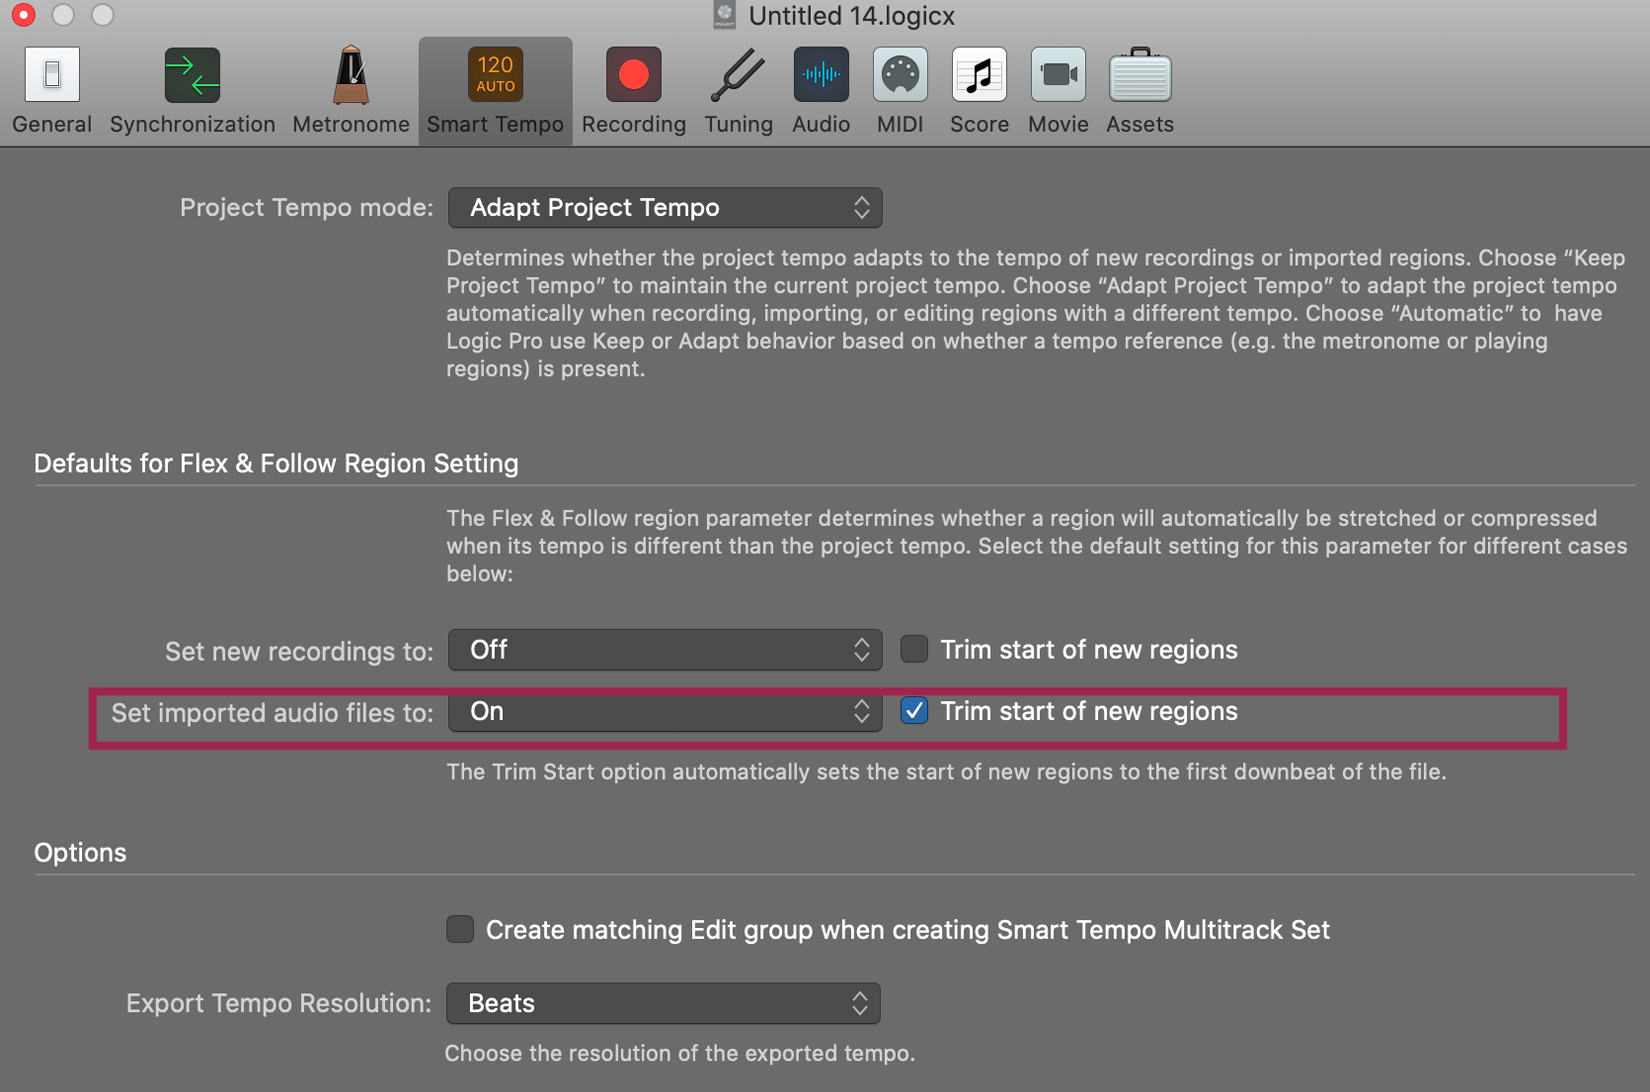 Untitled 14.logicx
120
AUTO
General Synchronization Metronome Smart Tempo Recording Tuning Audio MIDI Score Movie Assets
Project Tempo mode: Adapt Project Tempo
Determines whether the project tempo adapts to the tempo of new recordings or imported regions. Choose “Keep
Project Tempo” to maintain the current project tempo. Choose “Adapt Project Tempo” to adapt the project tempo
automatically when recording, importing, or editing regions with a different tempo. Choose “Automatic” to  have
Logic Pro use Keep or Adapt behavior based on whether a tempo reference (e.g. the metronome or playing
regions) is present.
Defaults for Flex & Follow Region Setting
The Flex & Follow region parameter determines whether a region will automatically be stretched or compressed
when its tempo is different than the project tempo. Select the default setting for this parameter for different cases
below:
Set new recordings to: Off Trim start of new regions
Set imported audio files to: On Trim start of new regions
The Trim Start option automatically sets the start of new regions to the first downbeat of the file.
Options
Create matching Edit group when creating Smart Tempo Multitrack Set
Export Tempo Resolution: Beats
Choose the resolution of the exported tempo.